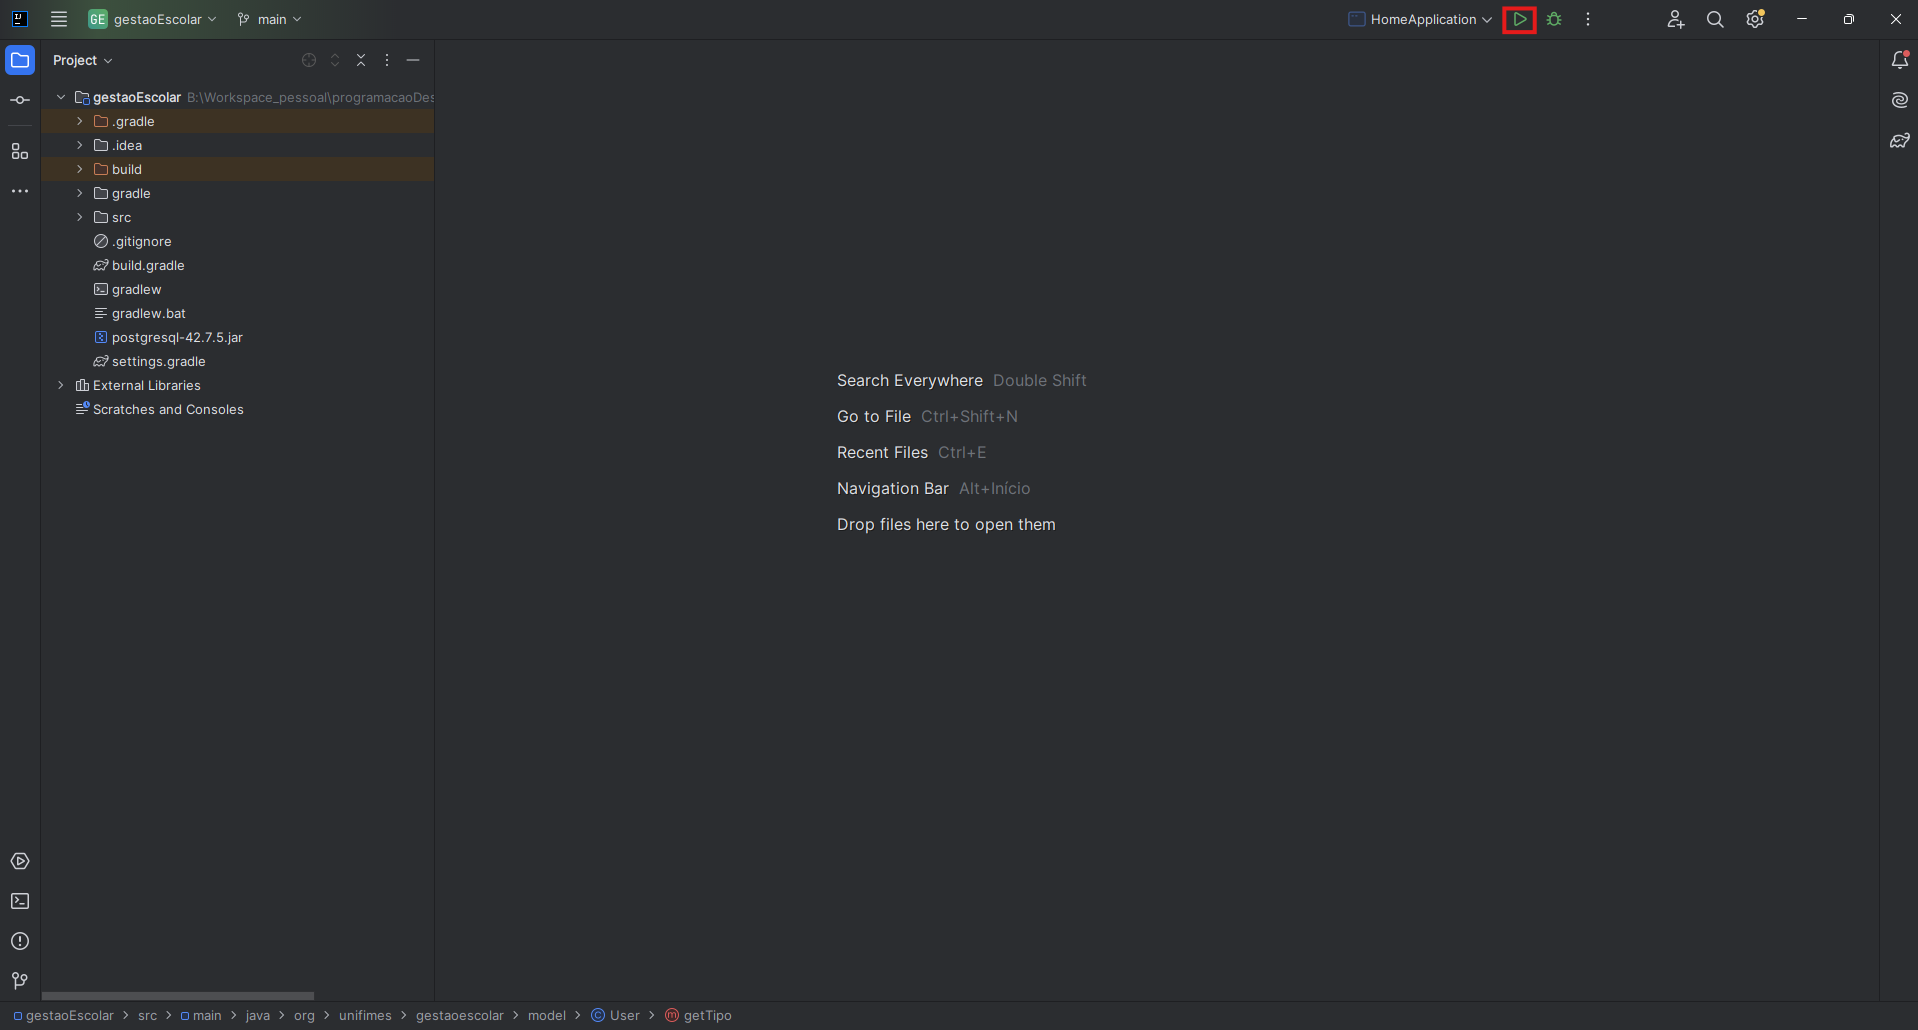 GE gestaoEscolar main HomeApplication
Project
gestaoEscolar B:\Workspace_pessoal\programacaoDes
.gradle
.idea
build
gradle
src
.gitignore
build.gradle
gradlew
gradlew.bat
postgresql-42.7.5.jar
settings.gradle
External Libraries
Scratches and Consoles
Search Everywhere Double Shift
Go to File Ctrl+Shift+N
Recent Files Ctrl+E
Navigation Bar Alt+Início
Drop files here to open them
gestaoEscolar > src > main > java > org > unifimes > gestaoescolar > model > User > getTipo